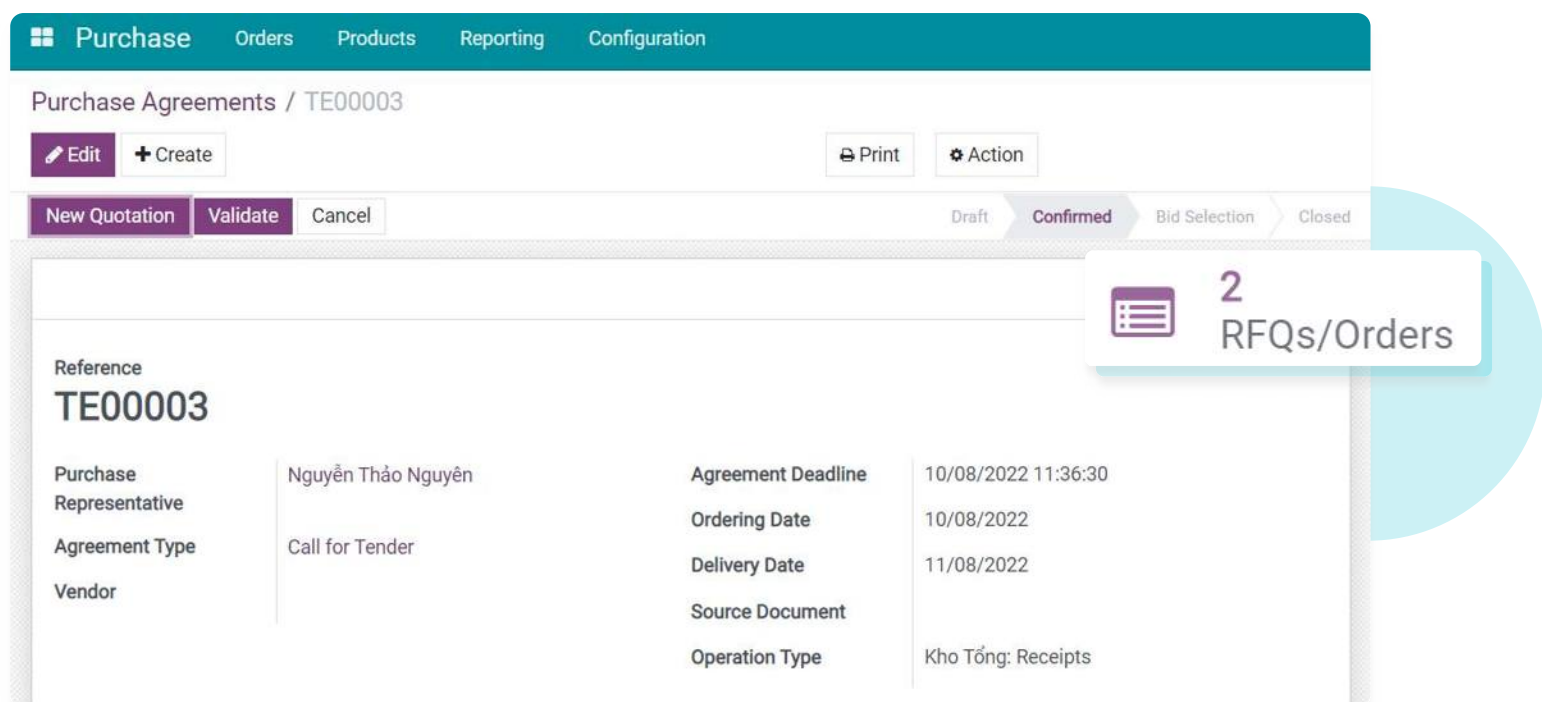 Purchase Orders Products Reporting Configuration
Purchase Agreements / TE00003
Edit + Create Print Action
New Quotation Validate Cancel Draft Confirmed Bid Selection Closed
2
RFQs/Orders
Reference
TE00003
Purchase
Representative
Nguyễn Thảo Nguyên
Agreement Type Call for Tender
Vendor
Agreement Deadline 10/08/2022 11:36:30
Ordering Date 10/08/2022
Delivery Date 11/08/2022
Source Document
Operation Type Kho Tổng: Receipts